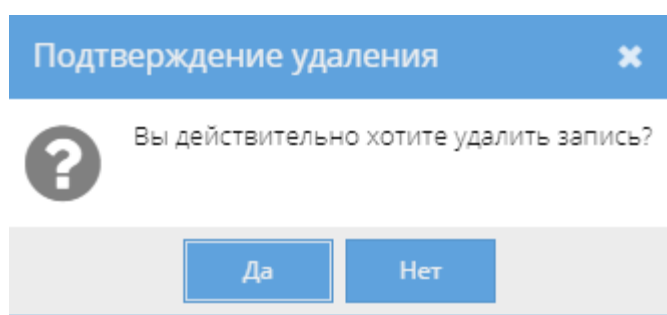 Подтверждение удаления
Вы действительно хотите удалить запись?
Да
Нет